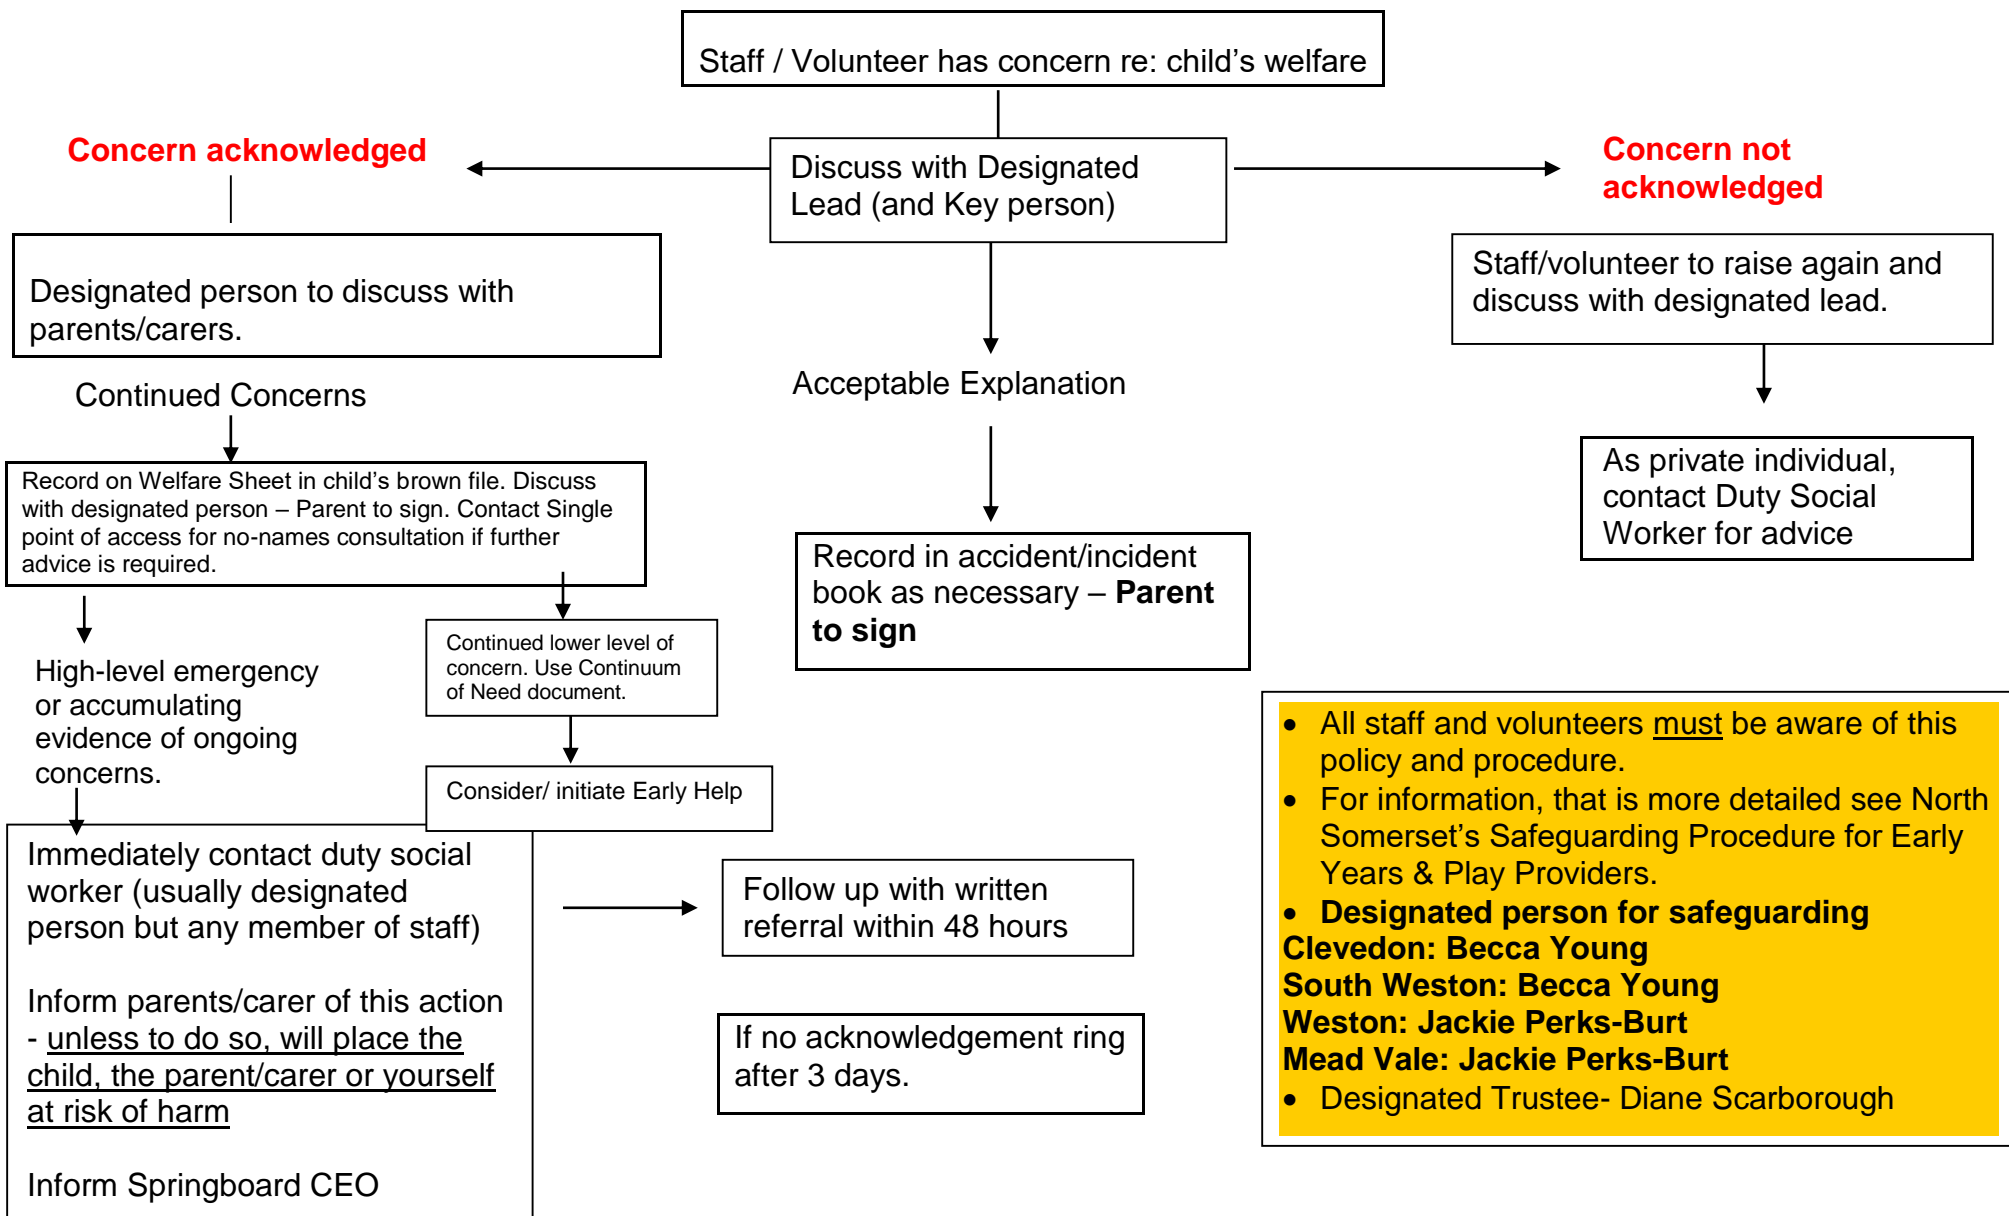 Staff / Volunteer has concern re: child’s welfare
Concern acknowledged
Discuss with Designated
Lead (and Key person)
Concern not
acknowledged
Designated person to discuss with
parents/carers.
Staff/volunteer to raise again and
discuss with designated lead.
Continued Concerns
Acceptable Explanation
Record on Welfare Sheet in child’s brown file. Discuss
with designated person – Parent to sign. Contact Single
point of access for no-names consultation if further
advice is required.
As private individual,
contact Duty Social
Worker for advice
Record in accident/incident
book as necessary – Parent
to sign
High-level emergency
or accumulating
evidence of ongoing
concerns.
Continued lower level of
concern. Use Continuum
of Need document.
Consider/ initiate Early Help
Immediately contact duty social
worker (usually designated
person but any member of staff)
Inform parents/carer of this action
- unless to do so, will place the
child, the parent/carer or yourself
at risk of harm
Inform Springboard CEO
Follow up with written
referral within 48 hours
If no acknowledgement ring
after 3 days.
• All staff and volunteers must be aware of this
policy and procedure.
• For information, that is more detailed see North
Somerset’s Safeguarding Procedure for Early
Years & Play Providers.
• Designated person for safeguarding
Clevedon: Becca Young
South Weston: Becca Young
Weston: Jackie Perks-Burt
Mead Vale: Jackie Perks-Burt
• Designated Trustee- Diane Scarborough